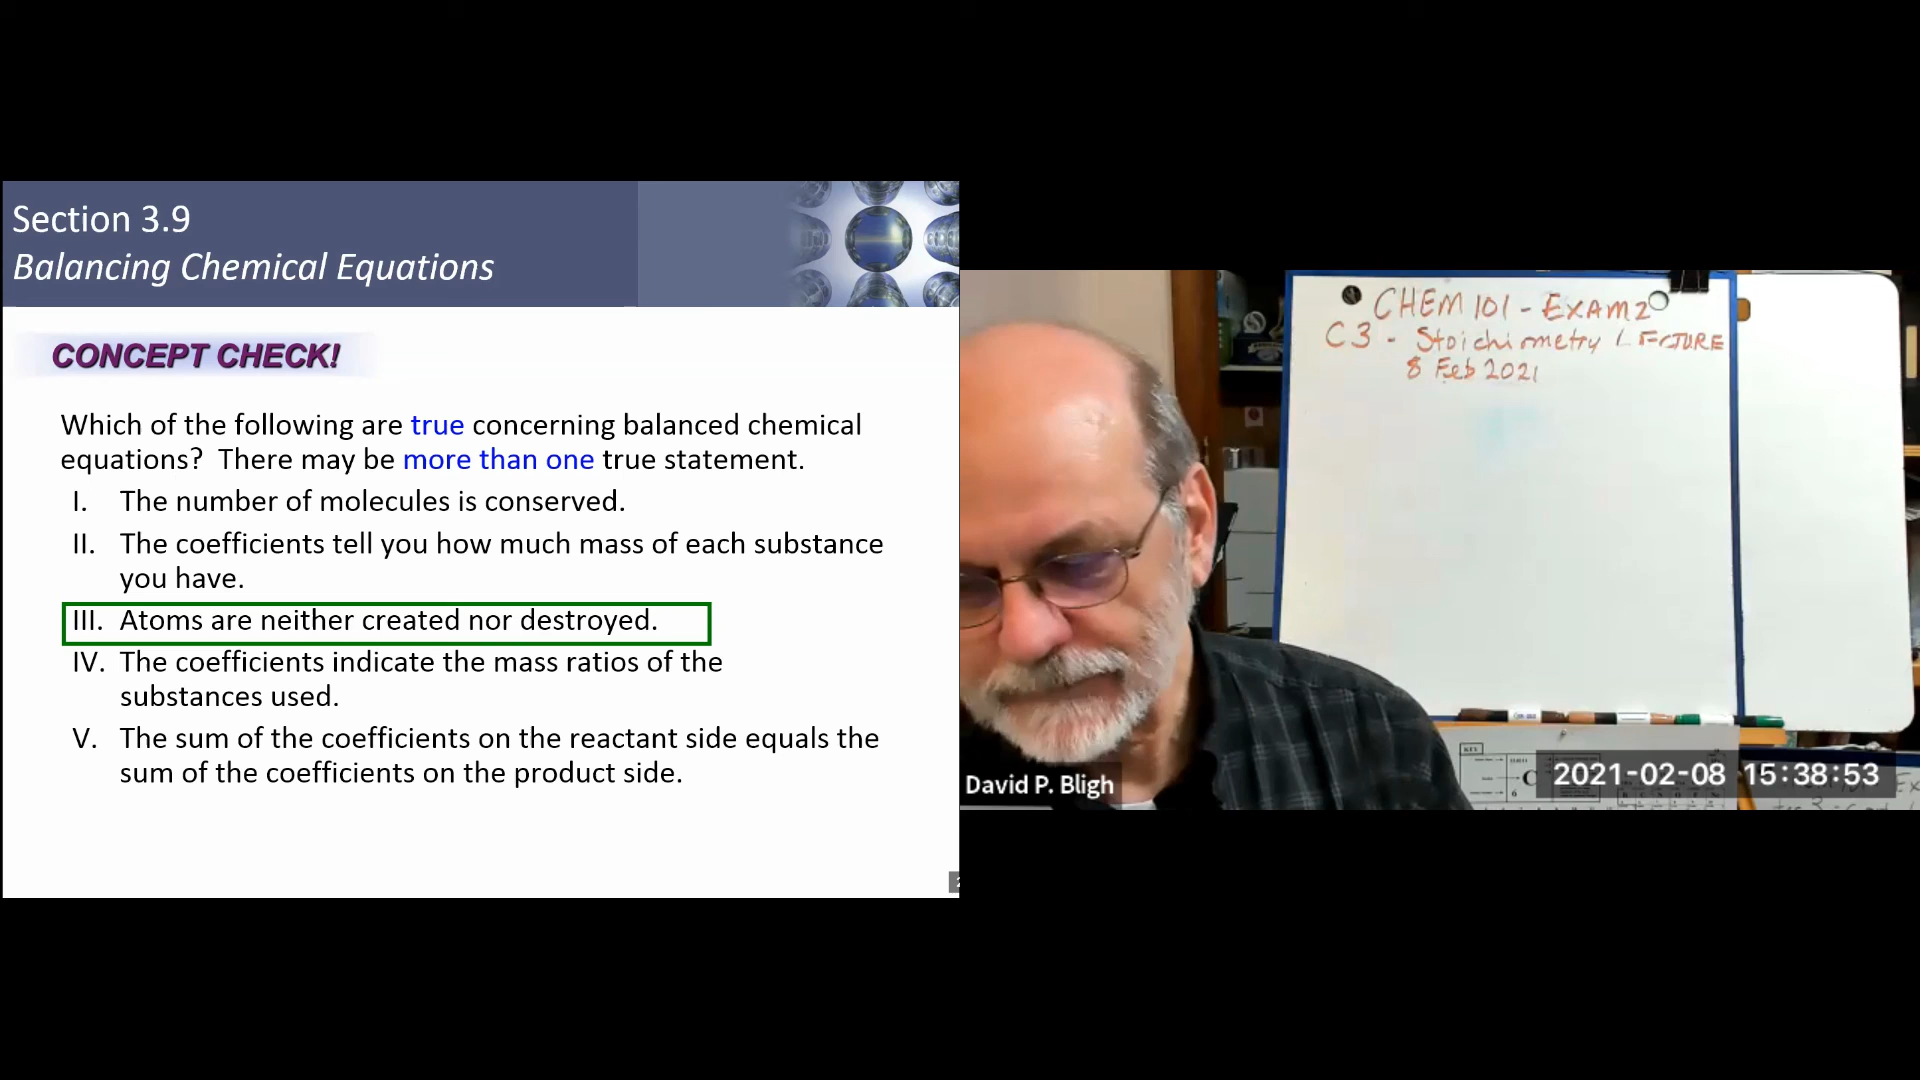 Section 3.9
Balancing Chemical Equations
CONCEPT CHECK!
Which of the following are true concerning balanced chemical
equations? There may be more than one true statement.
I. The number of molecules is conserved.
II. The coefficients tell you how much mass of each substance
you have.
III. Atoms are neither created nor destroyed.
IV. The coefficients indicate the mass ratios of the
substances used.
V. The sum of the coefficients on the reactant side equals the
sum of the coefficients on the product side.
CHEM 101 - EXAM 2
C3 - Stoichiometry LECTURE
8 Feb 2021
KEY
C
6
David P. Bligh
2021-02-08 15:38:53